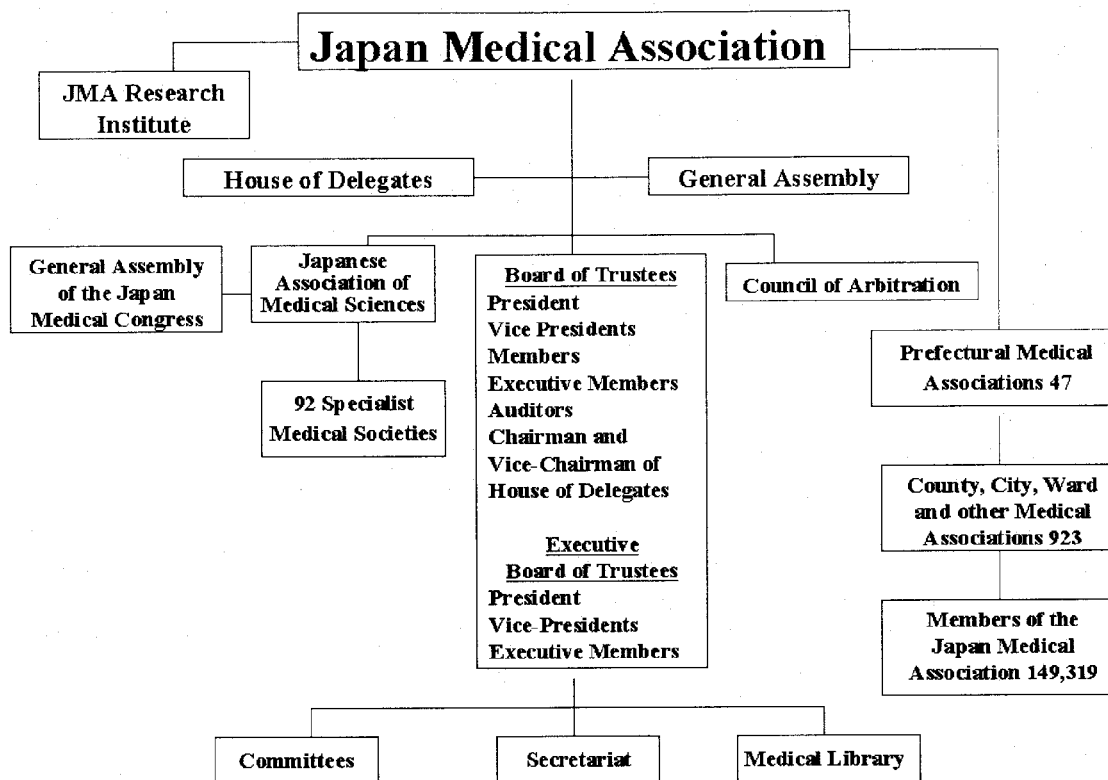 Japan Medical Association
JMA Research
Institute
House of Delegates
General Assembly
General Assembly
of the Japan
Medical Congress
Japanese
Association of
Medical Sciences
92 Specialist
Medical Societies
Board of Trustees
President
Vice Presidents
Members
Executive Members
Auditors
Chairman and
Vice-Chairman of
House of Delegates
Executive
Board of Trustees
President
Vice-Presidents
Executive Members
Council of Arbitration
Prefectural Medical
Associations 47
County, City, Ward
and other Medical
Associations 923
Members of the
Japan Medical
Association 149,319
Committees
Secretariat
Medical Library